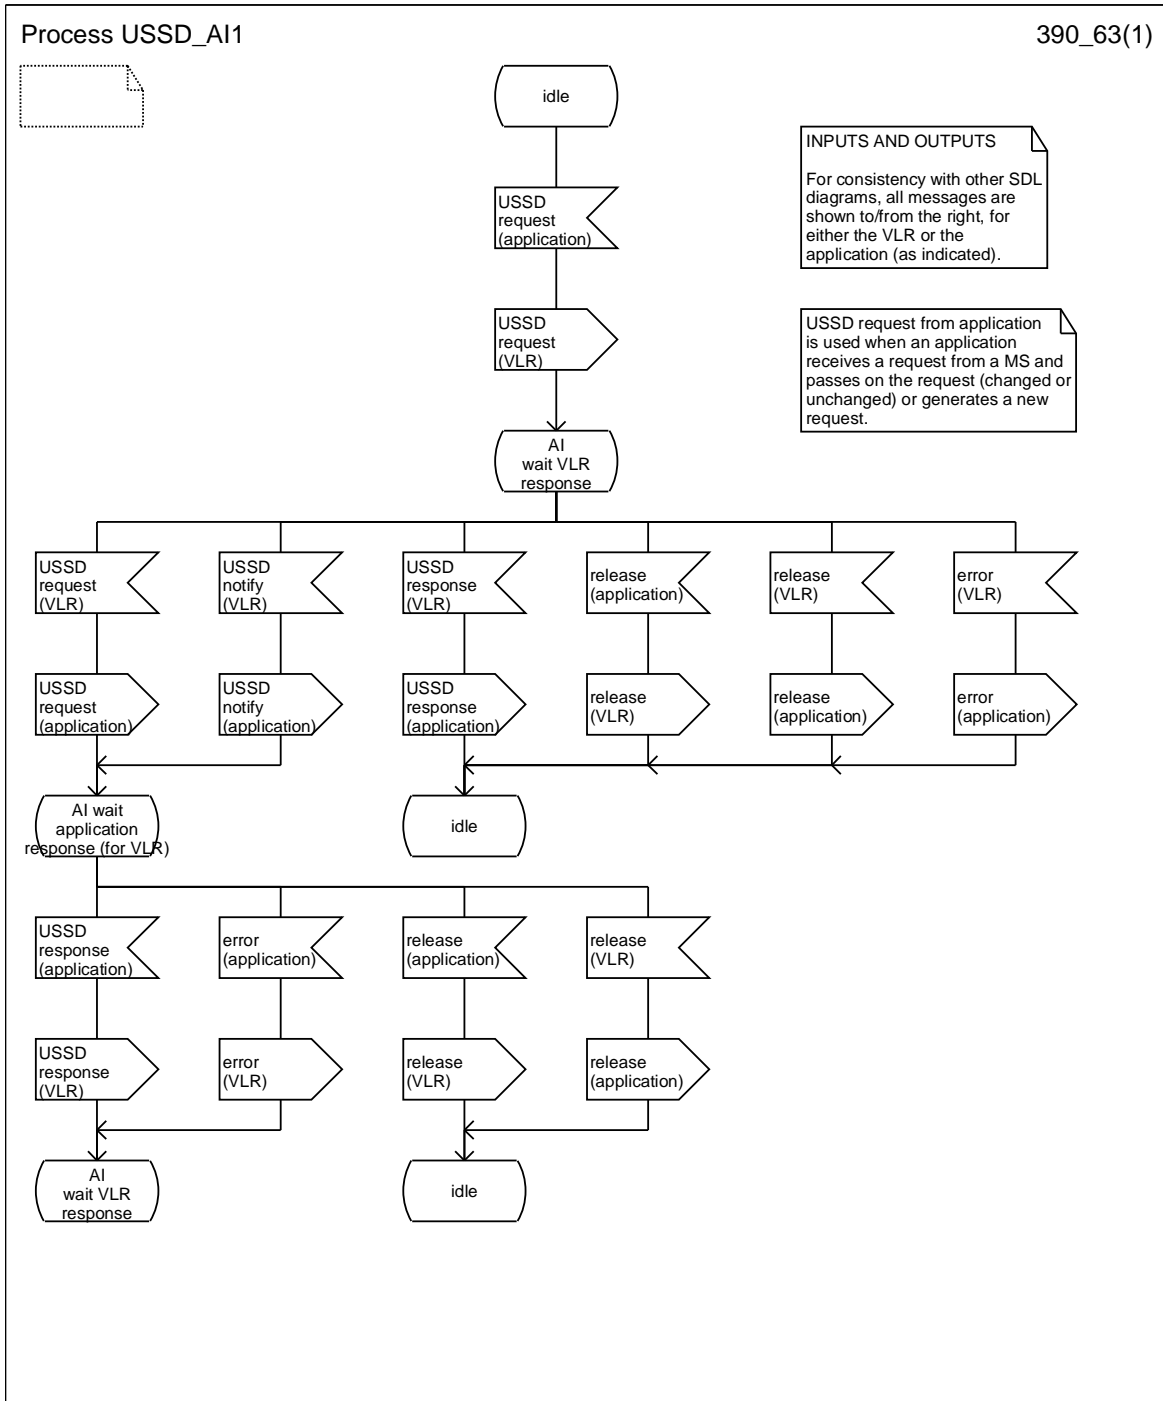 Process USSD_AI1
390_63(1)
idle
INPUTS AND OUTPUTS
For consistency with other SDL
diagrams, all messages are
shown to/from the right, for
either the VLR or the
application (as indicated).
USSD
request
(application)
USSD
request
(VLR)
USSD request from application
is used when an application
receives a request from a MS and
passes on the request (changed or
unchanged) or generates a new
request.
AI
wait VLR
response
USSD
request
(VLR)
USSD
notify
(VLR)
USSD
response
(VLR)
release
(application)
release
(VLR)
error
(VLR)
USSD
request
(application)
USSD
notify
(application)
USSD
response
(application)
release
(VLR)
release
(application)
error
(application)
AI wait
application
response (for VLR)
idle
USSD
response
(application)
error
(application)
release
(application)
release
(VLR)
USSD
response
(VLR)
error
(VLR)
release
(VLR)
release
(application)
AI
wait VLR
response
idle